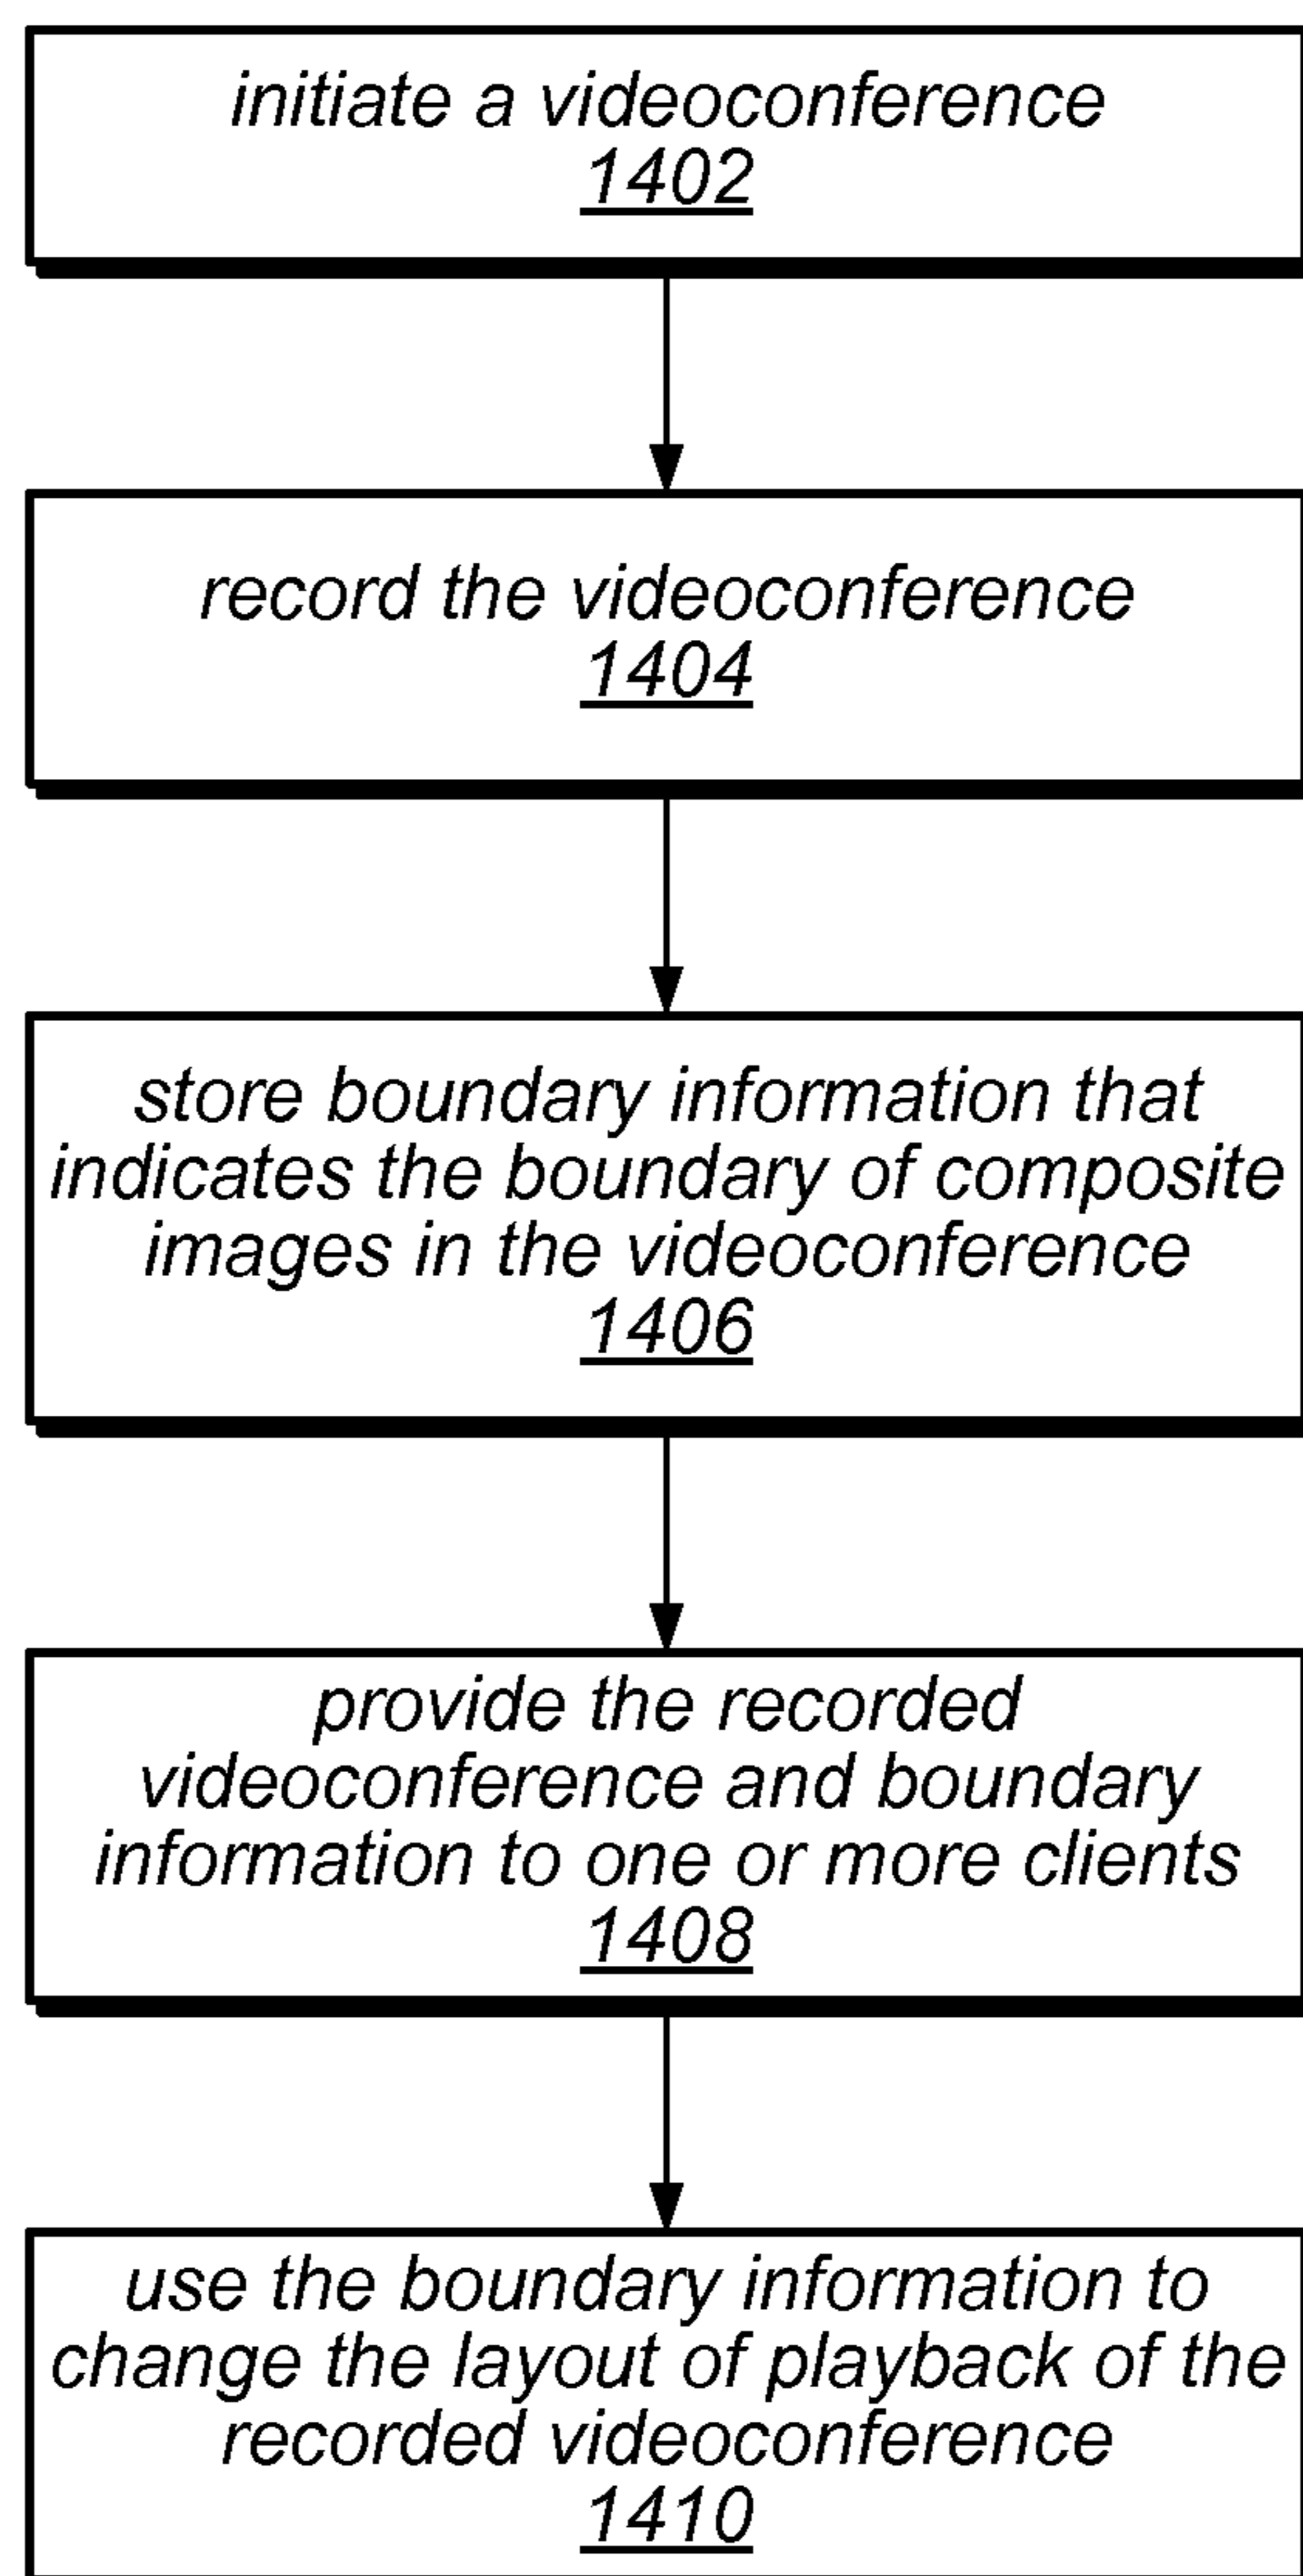 initiate a videoconference
1402
record the videoconference
1404
store boundary information that
indicates the boundary of composite
images in the videoconference
1406
provide the recorded
videoconference and boundary
information to one or more clients
1408
use the boundary information to
change the layout of playback of the
recorded videoconference
1410